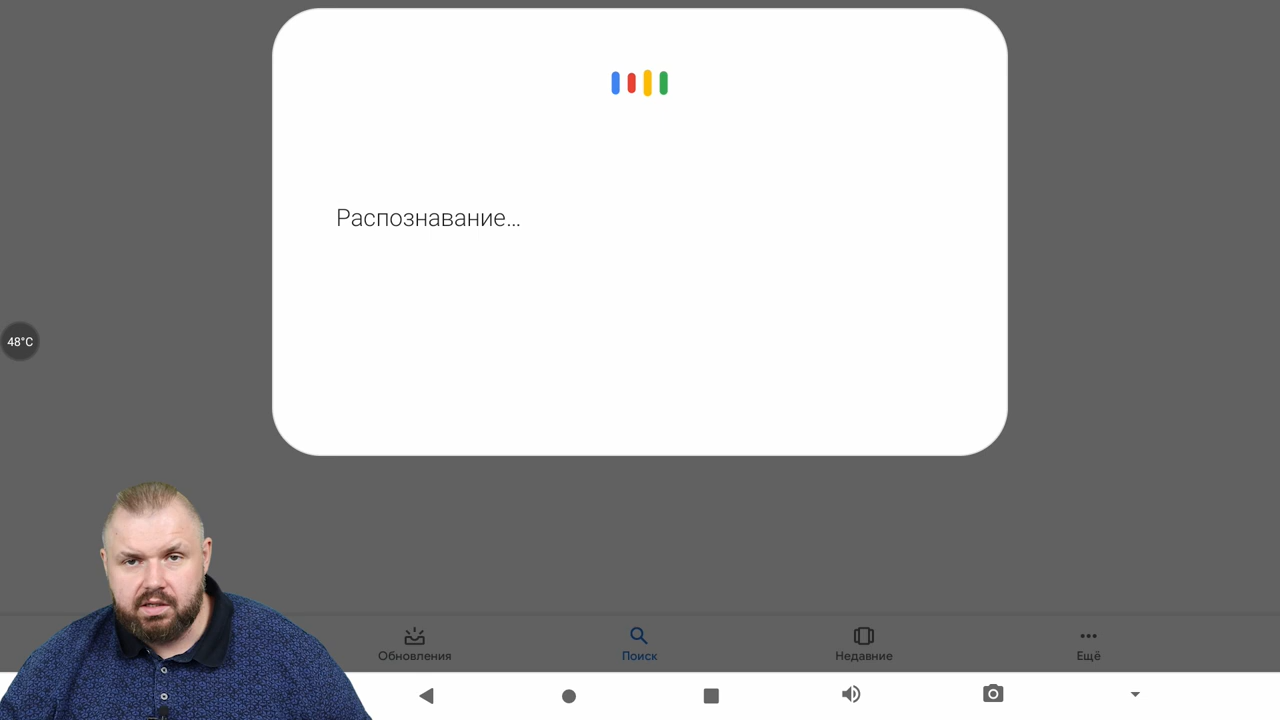 Распознавание...
48°C
Обновления
Поиск
Недавние
Ещё